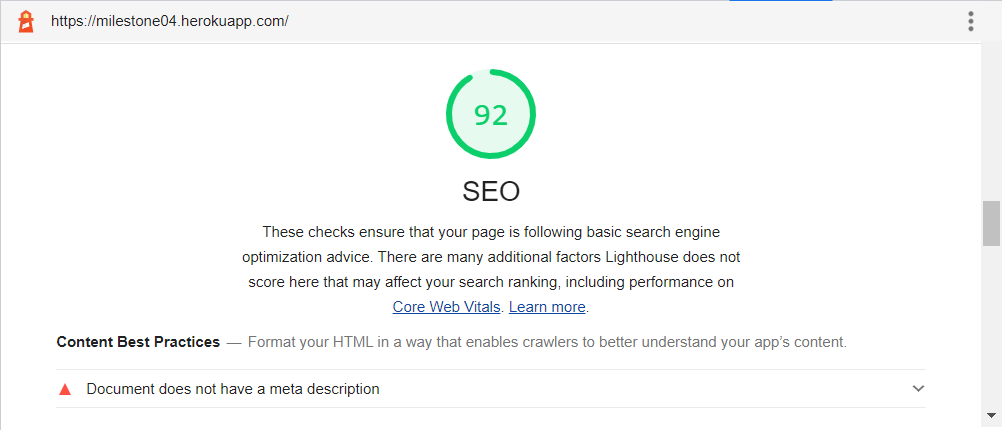 https://milestone04.herokuapp.com/
92
SEO
These checks ensure that your page is following basic search engine
optimization advice. There are many additional factors Lighthouse does not
score here that may affect your search ranking, including performance on
Core Web Vitals. Learn more.
Content Best Practices — Format your HTML in a way that enables crawlers to better understand your app’s content.
Document does not have a meta description